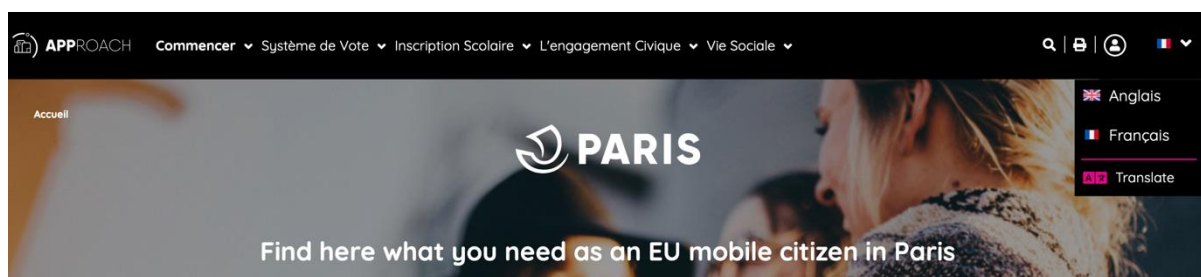 APPROACH Commencer Système de Vote Inscription Scolaire L'engagement Civique Vie Sociale
Anglais
Français
Translate
Accueil
PARIS
Find here what you need as an EU mobile citizen in Paris